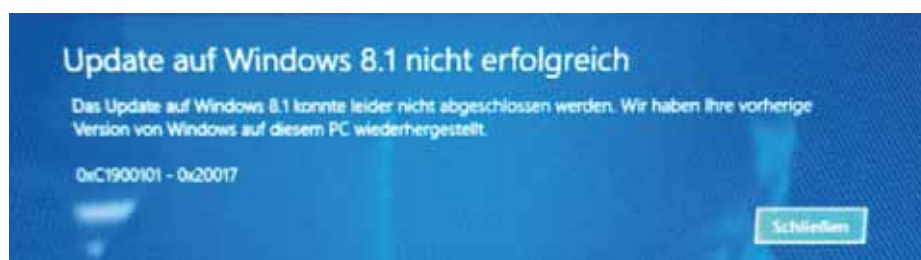 Update auf Windows 8.1 nicht erfolgreich
Das Update auf Windows 8.1 konnte leider nicht abgeschlossen werden. Wir haben Ihre vorherige
Version von Windows auf diesem PC wiederhergestellt.
0xC1900101 - 0x20017
Schließen